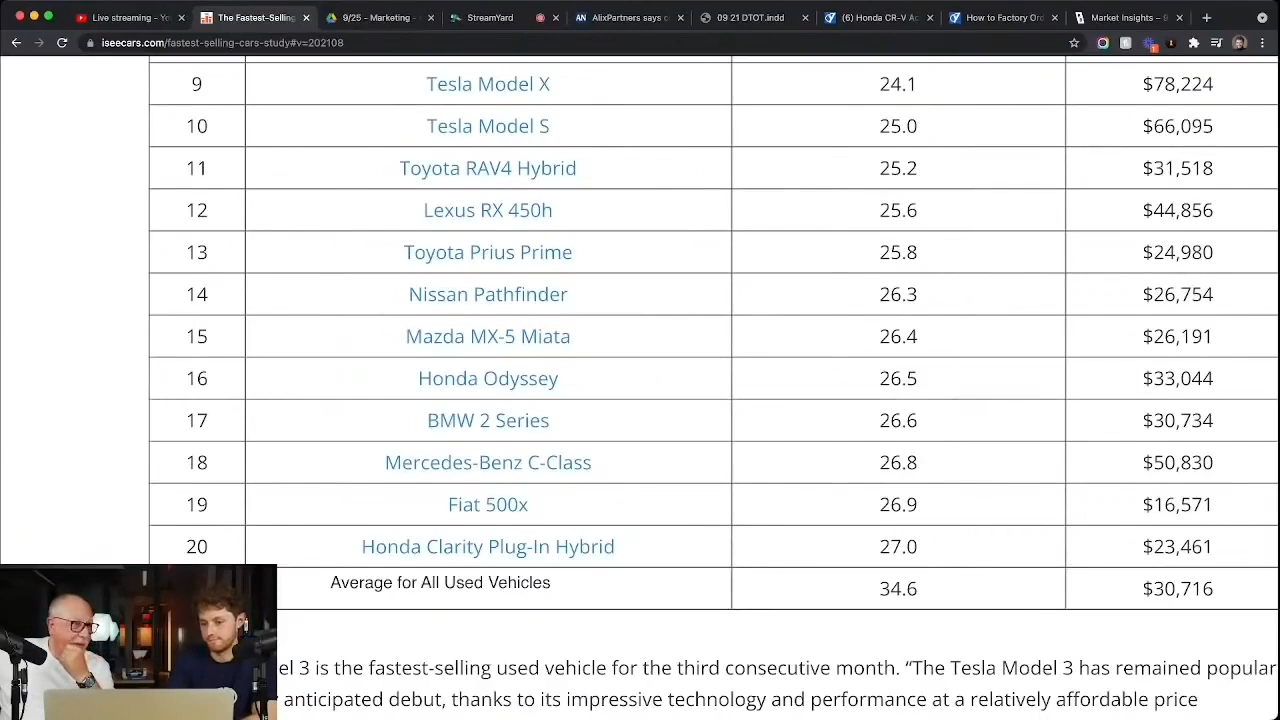 Live streaming – Yo
The Fastest-Selling
9/25 - Marketing -
StreamYard
AlixPartners says c
09 21 DTOT.indd
(6) Honda CR-V Ac
How to Factory Ord
Market Insights – 9
iseecars.com/fastest-selling-cars-study#v=202108
9 Tesla Model X 24.1 $78,224
10 Tesla Model S 25.0 $66,095
11 Toyota RAV4 Hybrid 25.2 $31,518
12 Lexus RX 450h 25.6 $44,856
13 Toyota Prius Prime 25.8 $24,980
14 Nissan Pathfinder 26.3 $26,754
15 Mazda MX-5 Miata 26.4 $26,191
16 Honda Odyssey 26.5 $33,044
17 BMW 2 Series 26.6 $30,734
18 Mercedes-Benz C-Class 26.8 $50,830
19 Fiat 500x 26.9 $16,571
20 Honda Clarity Plug-In Hybrid 27.0 $23,461
Average for All Used Vehicles 34.6 $30,716
el 3 is the fastest-selling used vehicle for the third consecutive month. “The Tesla Model 3 has remained popular
anticipated debut, thanks to its impressive technology and performance at a relatively affordable price